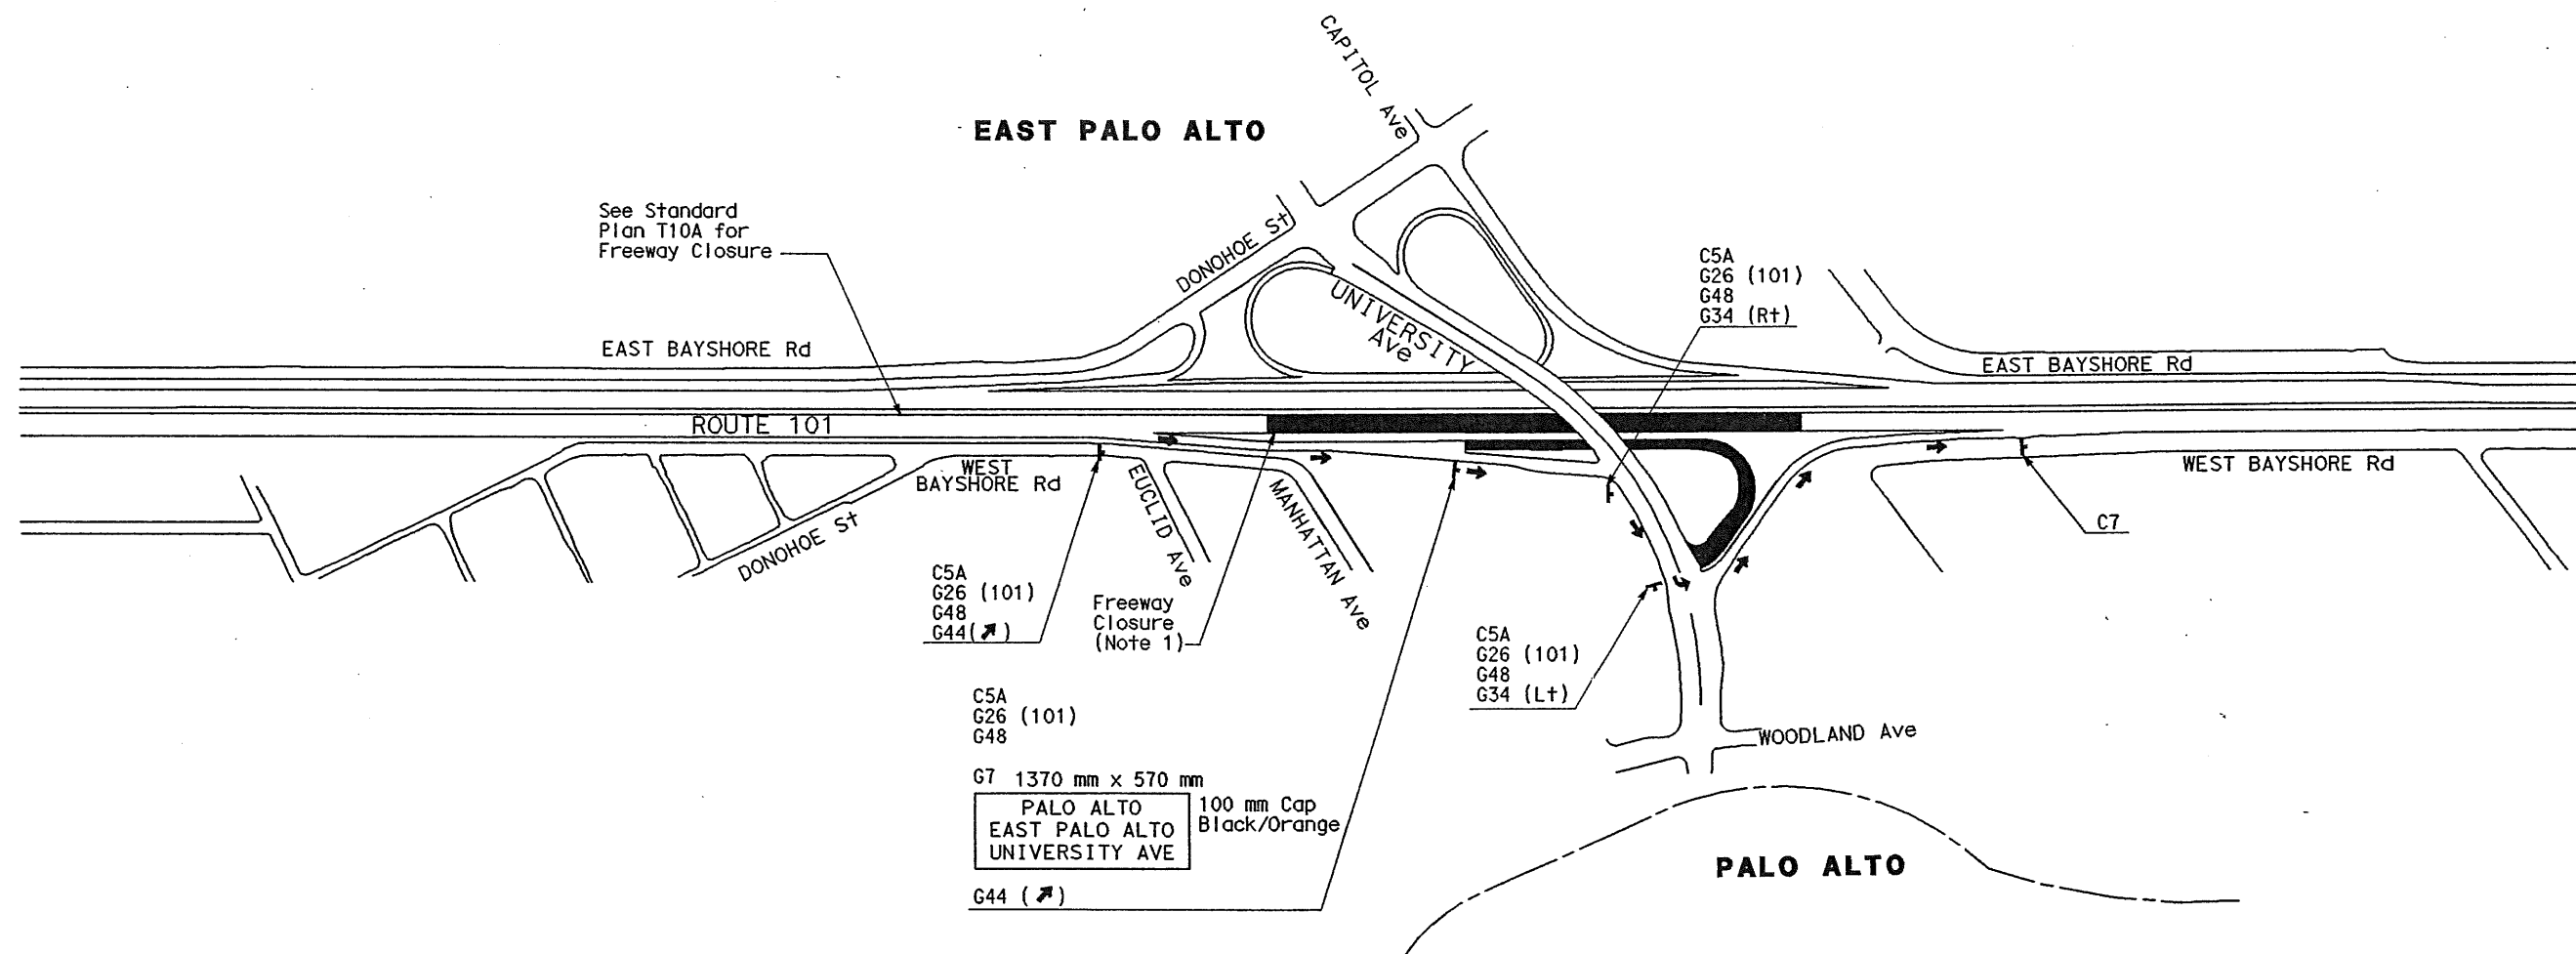 CAPITOL Ave
EAST PALO ALTO
See Standard
Plan T10A for
Freeway Closure
DONOHOE St
C5A
G26 (101)
G48
G34 (Rt)
UNIVERSITY
Ave
EAST BAYSHORE Rd
EAST BAYSHORE Rd
ROUTE 101
WEST
BAYSHORE Rd
WEST BAYSHORE Rd
EUCLID Ave
MANHATTAN Ave
DONOHOE St
C7
C5A
G26 (101)
G48
G44(↗)
Freeway
Closure
(Note 1)
C5A
G26 (101)
G48
G34 (Lt)
C5A
G26 (101)
G48
WOODLAND Ave
G7 1370 mm x 570 mm
PALO ALTO
EAST PALO ALTO
UNIVERSITY AVE
100 mm Cap
Black/Orange
G44 (↗)
PALO ALTO